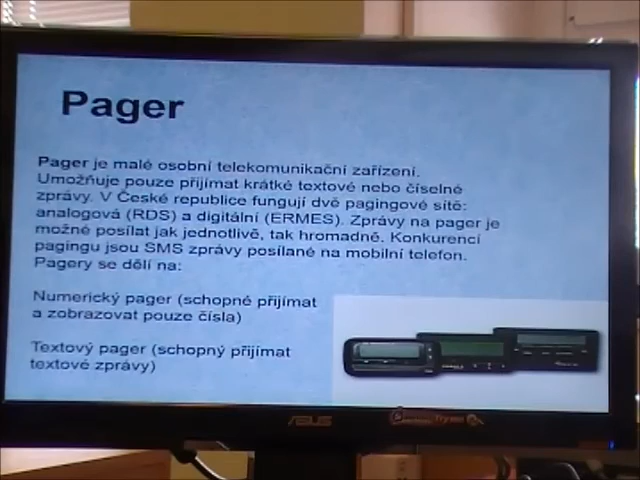 Pager
Pager je malé osobní telekomunikační zařízení.
Umožňuje pouze přijímat krátké textové nebo číselné
zprávy. V České republice fungují dvě pagingové sítě:
analogová (RDS) a digitální (ERMES). Zprávy na pager je
možné posílat jak jednotlivě, tak hromadně. Konkurencí
pagingu jsou SMS zprávy posílané na mobilní telefon.
Pagery se dělí na:
Numerický pager (schopné přijímat
a zobrazovat pouze čísla)
Textový pager (schopný přijímat
textové zprávy)
ASUS